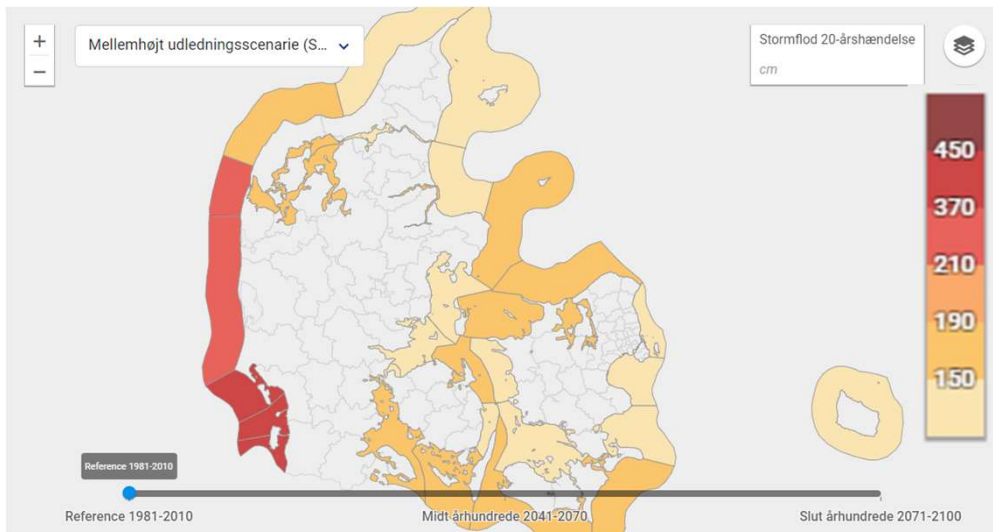 +
Mellemhøjt udledningsscenarie (S...
−
Stormflod 20-årshændelse
cm
450
370
210
190
150
Reference 1981-2010
Reference 1981-2010
Midt århundrede 2041-2070
Slut århundrede 2071-2100